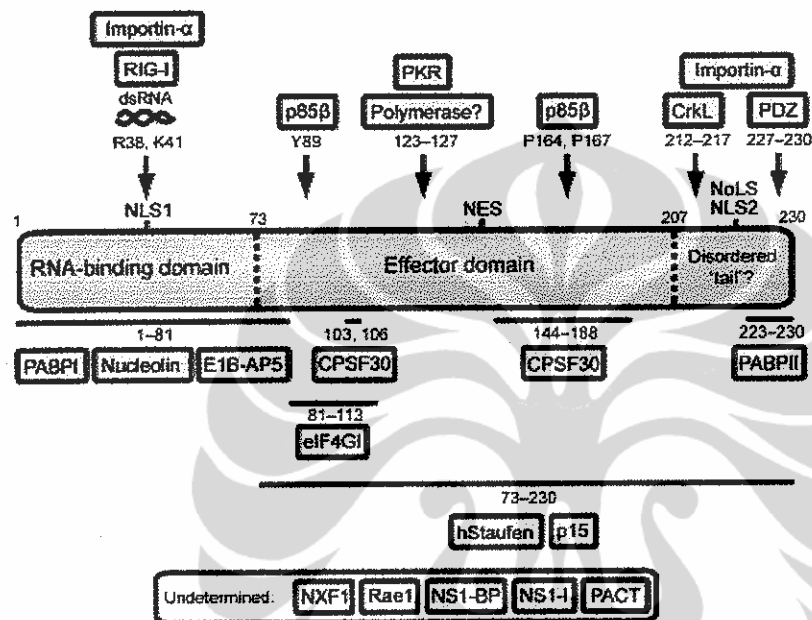 Importin-α
RIG-I
dsRNA
R38, K41
p85β
Y89
PKR
Polymerase?
123–127
p85β
P164, P167
Importin-α
CrkL
PDZ
212–217
227–230
1
NLS1
73
NES
207
NoLS
NLS2
230
RNA-binding domain
Effector domain
Disordered
'tail'?
1–81
103, 106
144–188
223–230
PABPI
Nucleolin
E1B-AP5
CPSF30
CPSF30
PABPII
81–113
eIF4GI
73–230
hStaufen
p15
Undetermined:
NXF1
Rae1
NS1-BP
NS1-I
PACT